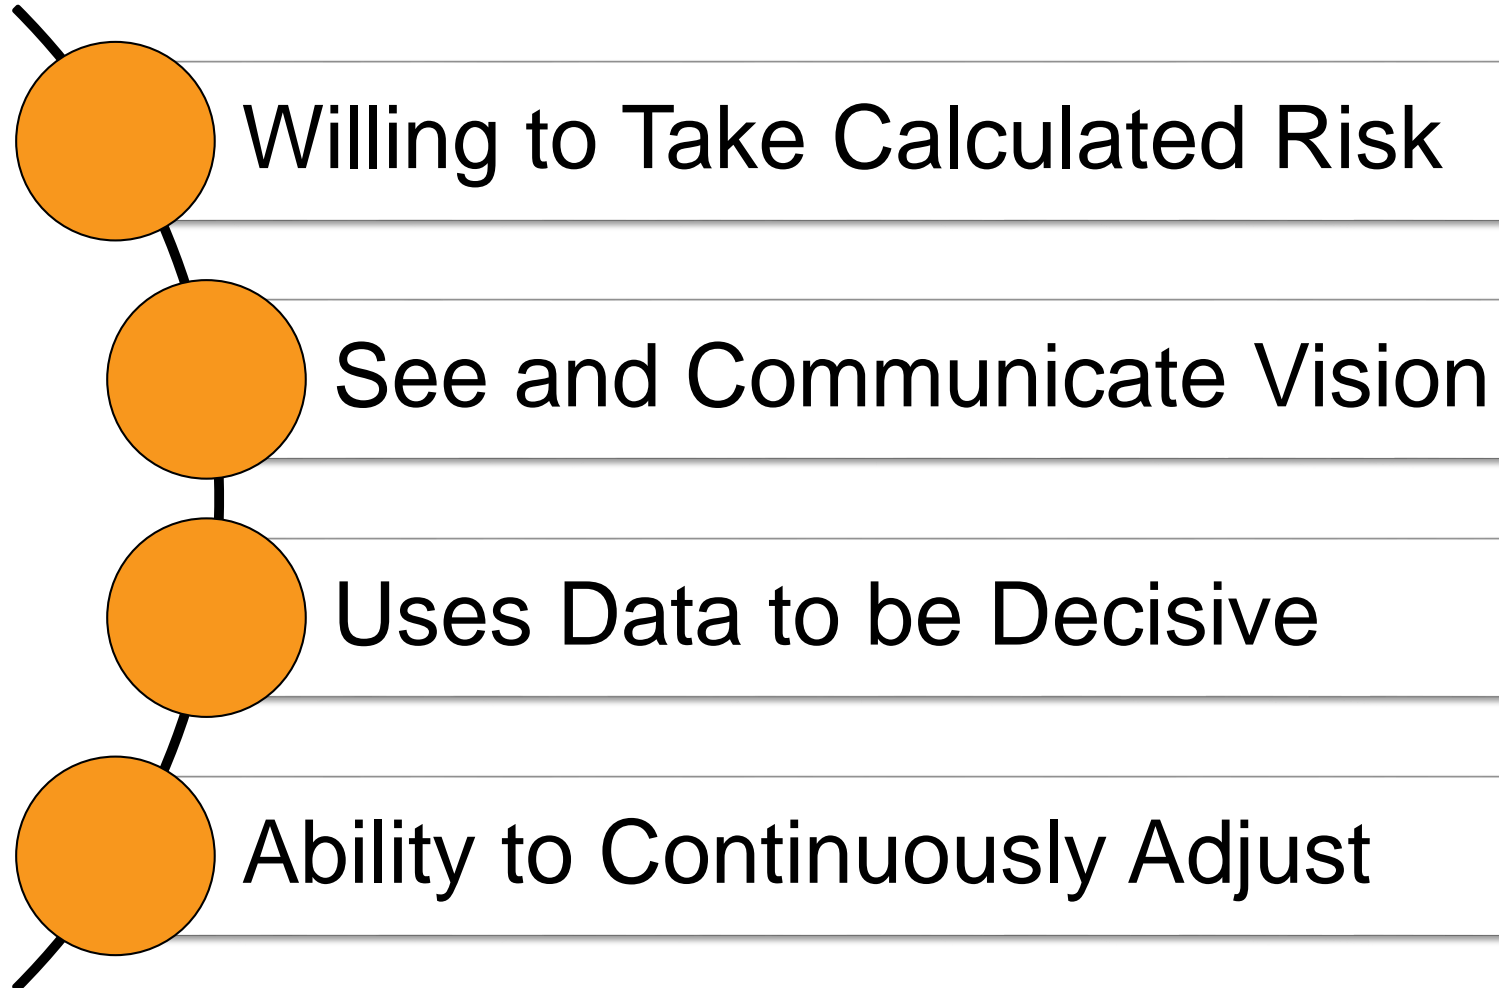 Willing to Take Calculated Risk
See and Communicate Vision
Uses Data to be Decisive
Ability to Continuously Adjust